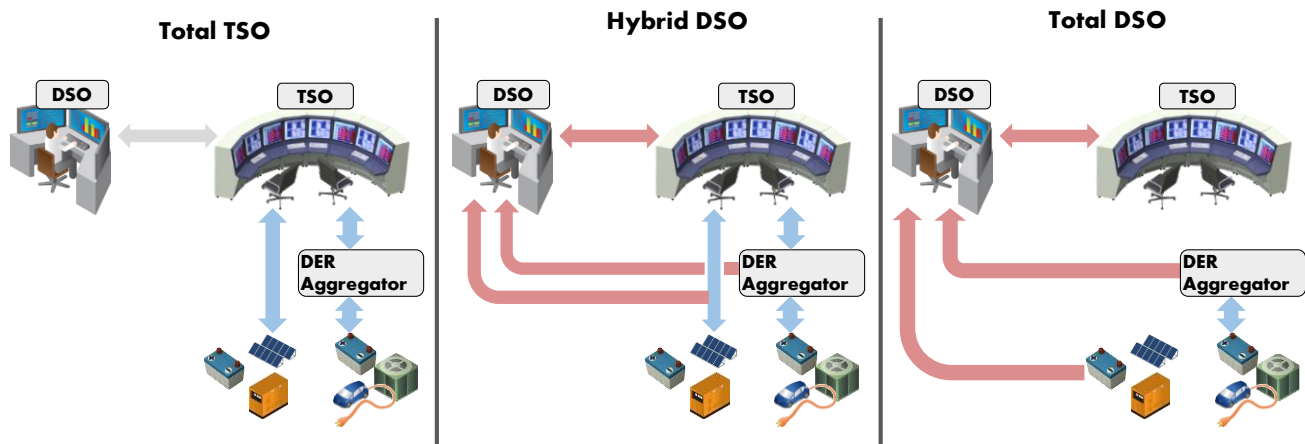 Total TSO
DSO
TSO
DER
Aggregator
Hybrid DSO
DSO
TSO
DER
Aggregator
Total DSO
DSO
TSO
DER
Aggregator